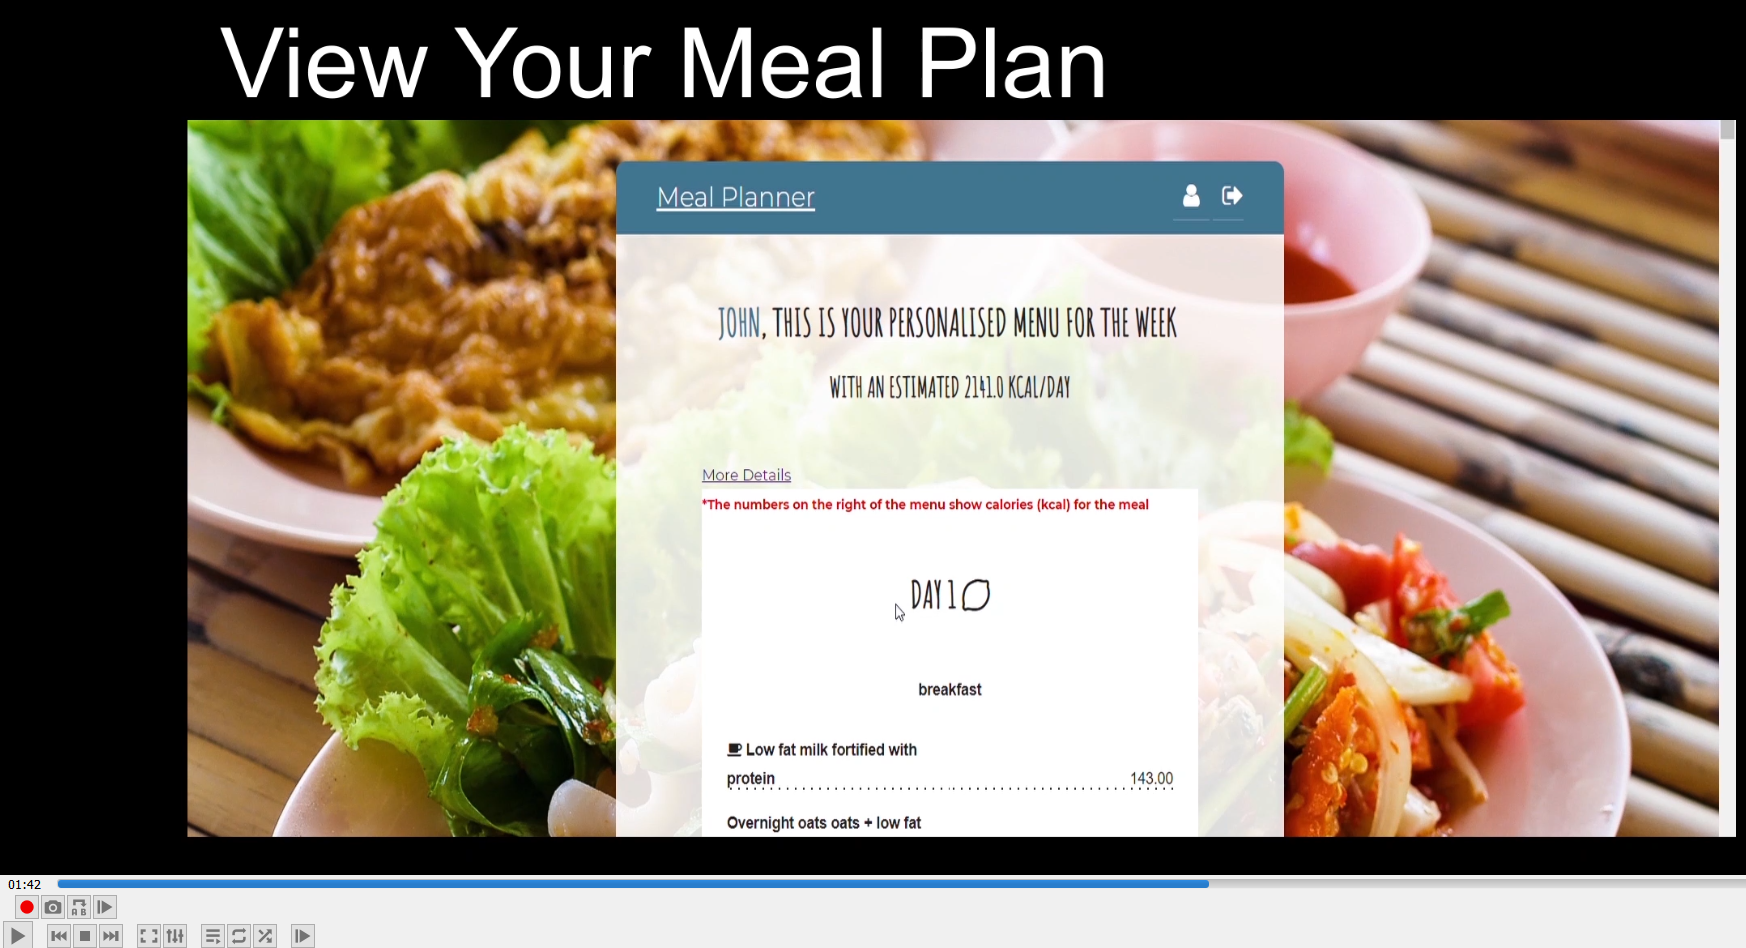 View Your Meal Plan
Meal Planner
JOHN, THIS IS YOUR PERSONALISED MENU FOR THE WEEK
WITH AN ESTIMATED 2141.0 KCAL/DAY
More Details
*The numbers on the right of the menu show calories (kcal) for the meal
DAY 1
breakfast
Low fat milk fortified with
protein 143.00
Overnight oats oats + low fat
01:42
A B